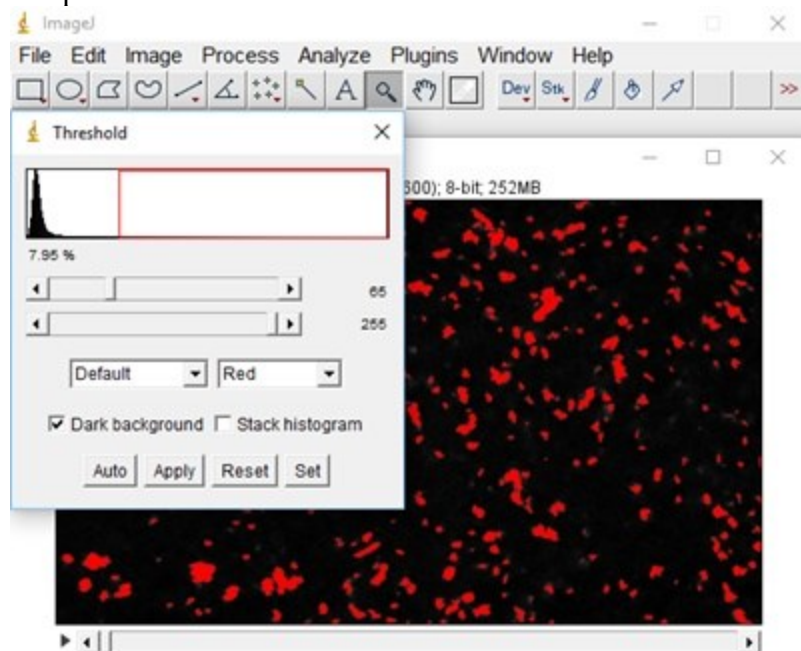 ImageJ
File Edit Image Process Analyze Plugins Window Help
A Dev Stk >>
Threshold
600); 8-bit; 252MB
7.95 %
65
255
Default Red
Dark background Stack histogram
Auto Apply Reset Set